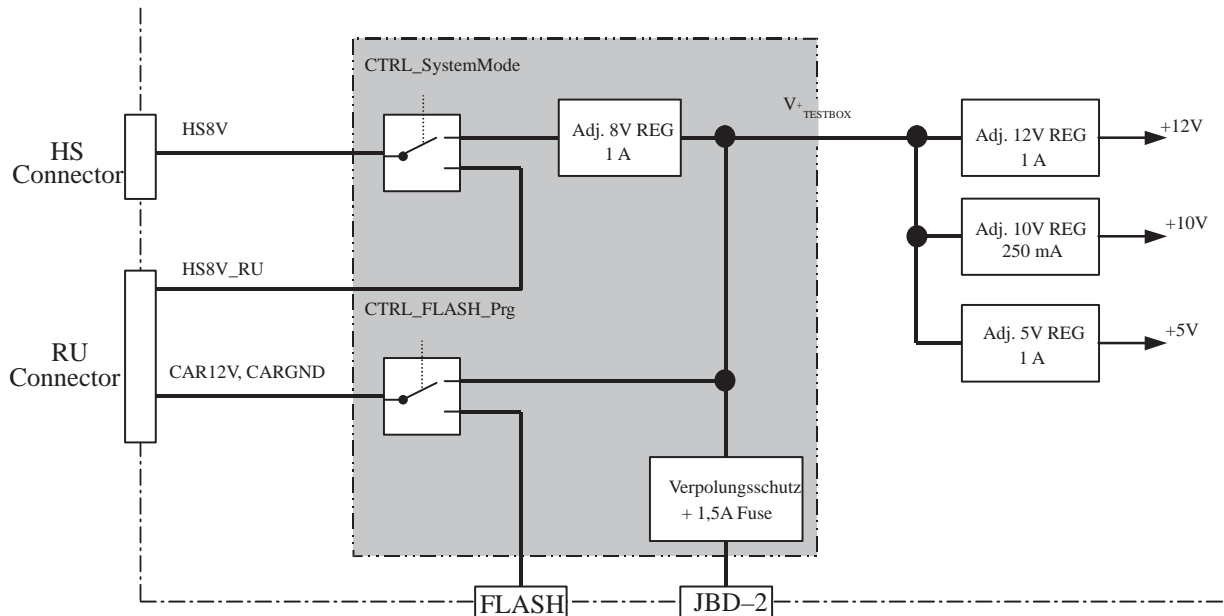 CTRL_SystemMode
HS8V
HS
Connector
Adj. 8V REG
1 A
V+TESTBOX
Adj. 12V REG
1 A
+12V
Adj. 10V REG
250 mA
+10V
HS8V_RU
CTRL_FLASH_Prg
RU
Connector
CAR12V, CARGND
Adj. 5V REG
1 A
+5V
Verpolungsschutz
+ 1,5A Fuse
FLASH
JBD–2